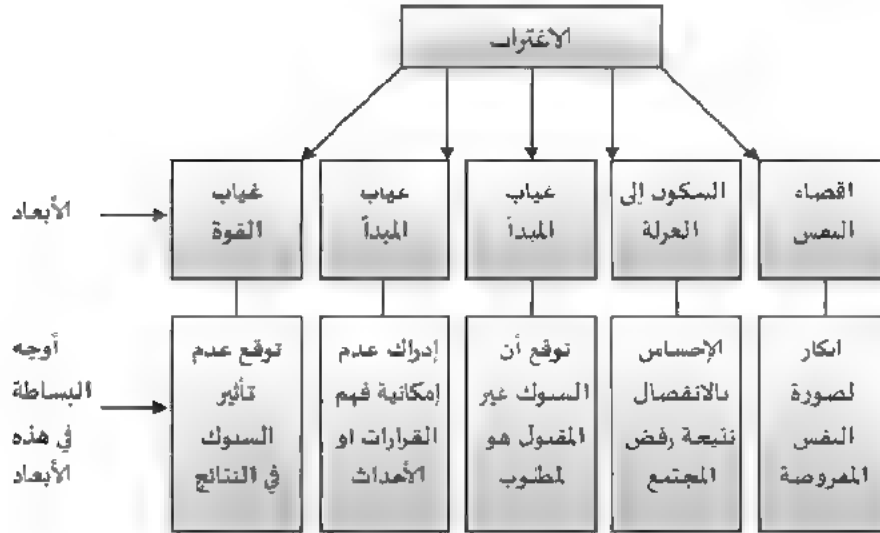 الاغتراب
الأبعاد
غياب
القوة
غياب
المبدأ
غياب
المبدأ
السكون إلى
العزلة
اقصاء
النفس
أوجه
البساطة
في هذه
الأبعاد
توقع عدم
تأثير
السلوك
في النتائج
إدراك عدم
إمكانية فهم
القرارات او
الأحداث
توقع أن
السلوك غير
المقبول هو
لمطلوب
الإحساس
بالانفصال
نتيجة رفض
المجتمع
انكار
لصورة
النفس
المفروضة